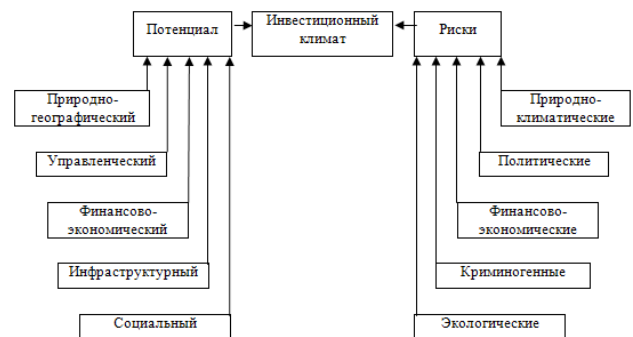 Потенциал
Инвестиционный
климат
Риски
Природно-
географический
Природно-
климатические
Управленческий
Политические
Финансово-
экономический
Финансово-
экономические
Инфраструктурный
Криминогенные
Социальный
Экологические